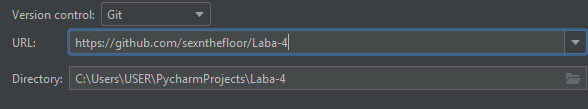 Version control: Git
URL: https://github.com/sexnthefloor/Laba-4
Directory: C:\Users\USER\PycharmProjects\Laba-4